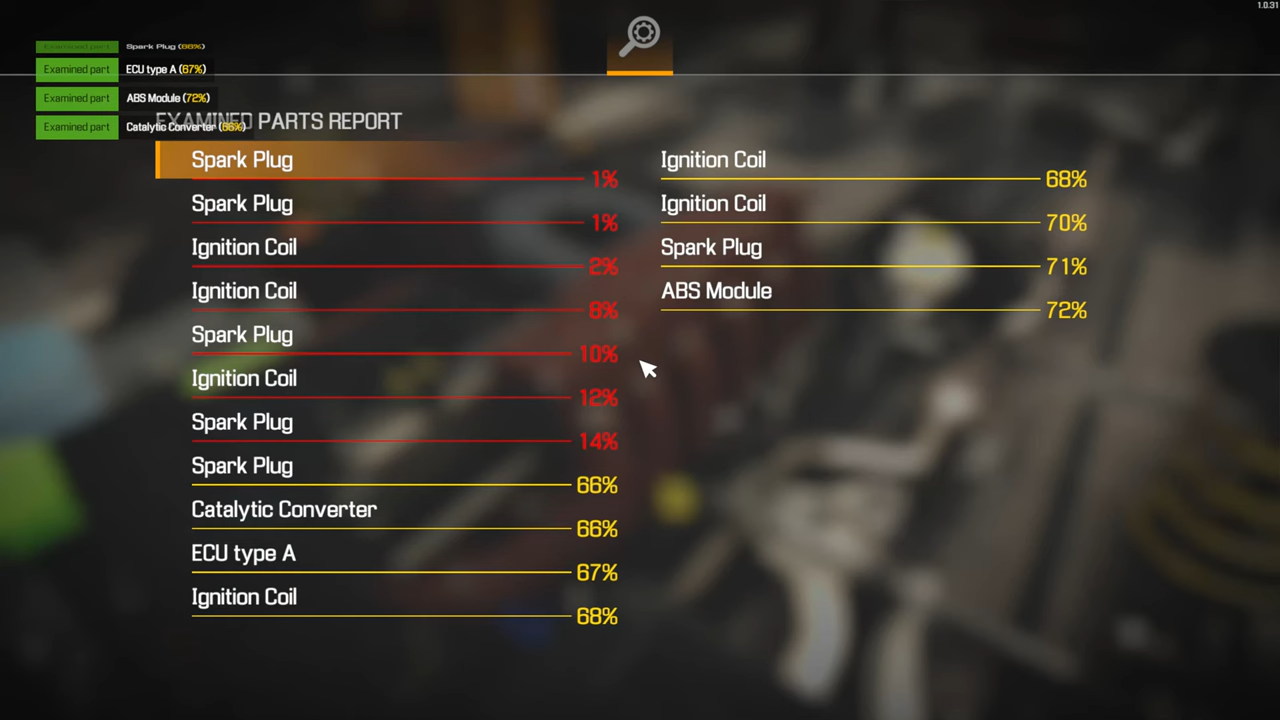 1.0.31
Examined part Spark Plug (66%)
Examined part ECU type A (67%)
Examined part ABS Module (72%)
Examined part Catalytic Converter (66%)
EXAMINED PARTS REPORT
Spark Plug
1%
Spark Plug
1%
Ignition Coil
2%
Ignition Coil
8%
Spark Plug
10%
Ignition Coil
12%
Spark Plug
14%
Spark Plug
66%
Catalytic Converter
66%
ECU type A
67%
Ignition Coil
68%
Ignition Coil
68%
Ignition Coil
70%
Spark Plug
71%
ABS Module
72%